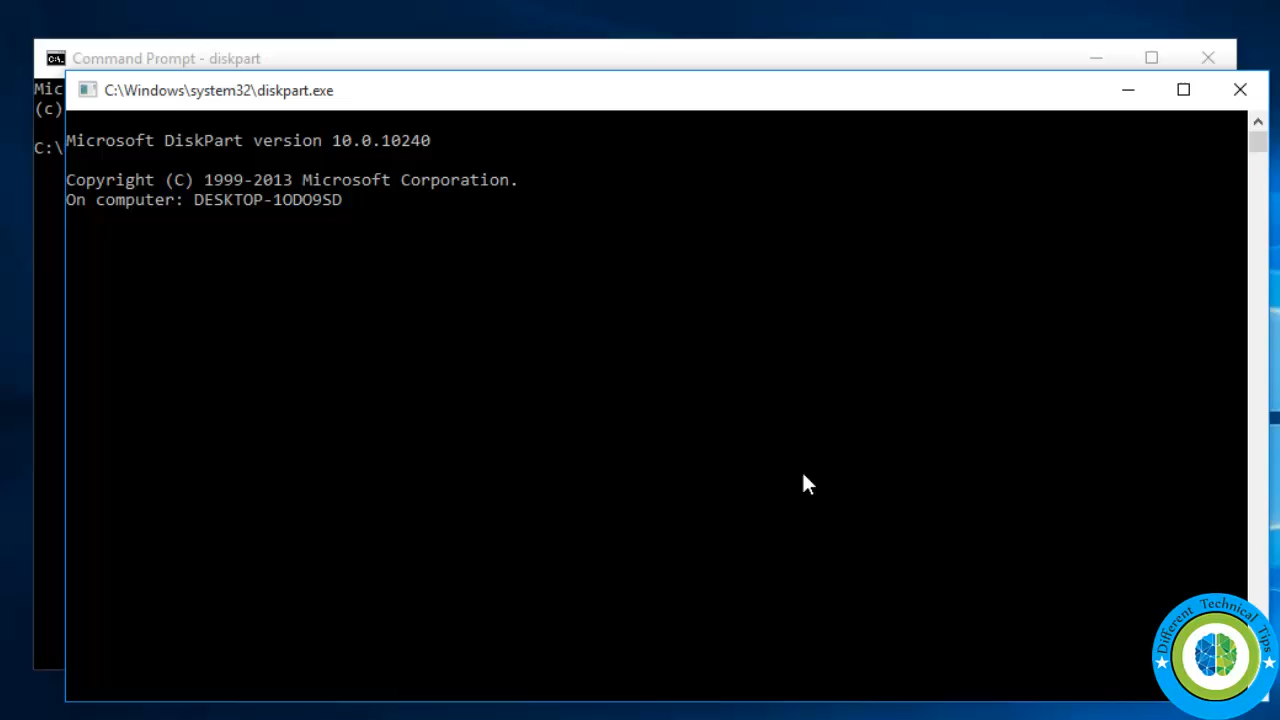 Command Prompt - diskpart
Mic
(c)
C:\
C:\Windows\system32\diskpart.exe
Microsoft DiskPart version 10.0.10240
Copyright (C) 1999-2013 Microsoft Corporation.
On computer: DESKTOP-1ODO9SD
Different Technical Tips